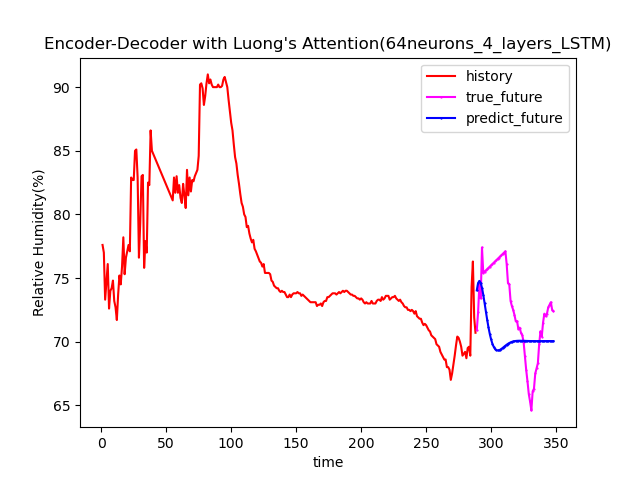 Encoder-Decoder with Luong's Attention(64neurons_4_layers_LSTM)
history
true_future
predict_future
Relative Humidity(%)
90
85
80
75
70
65
0 50 100 150 200 250 300 350
time